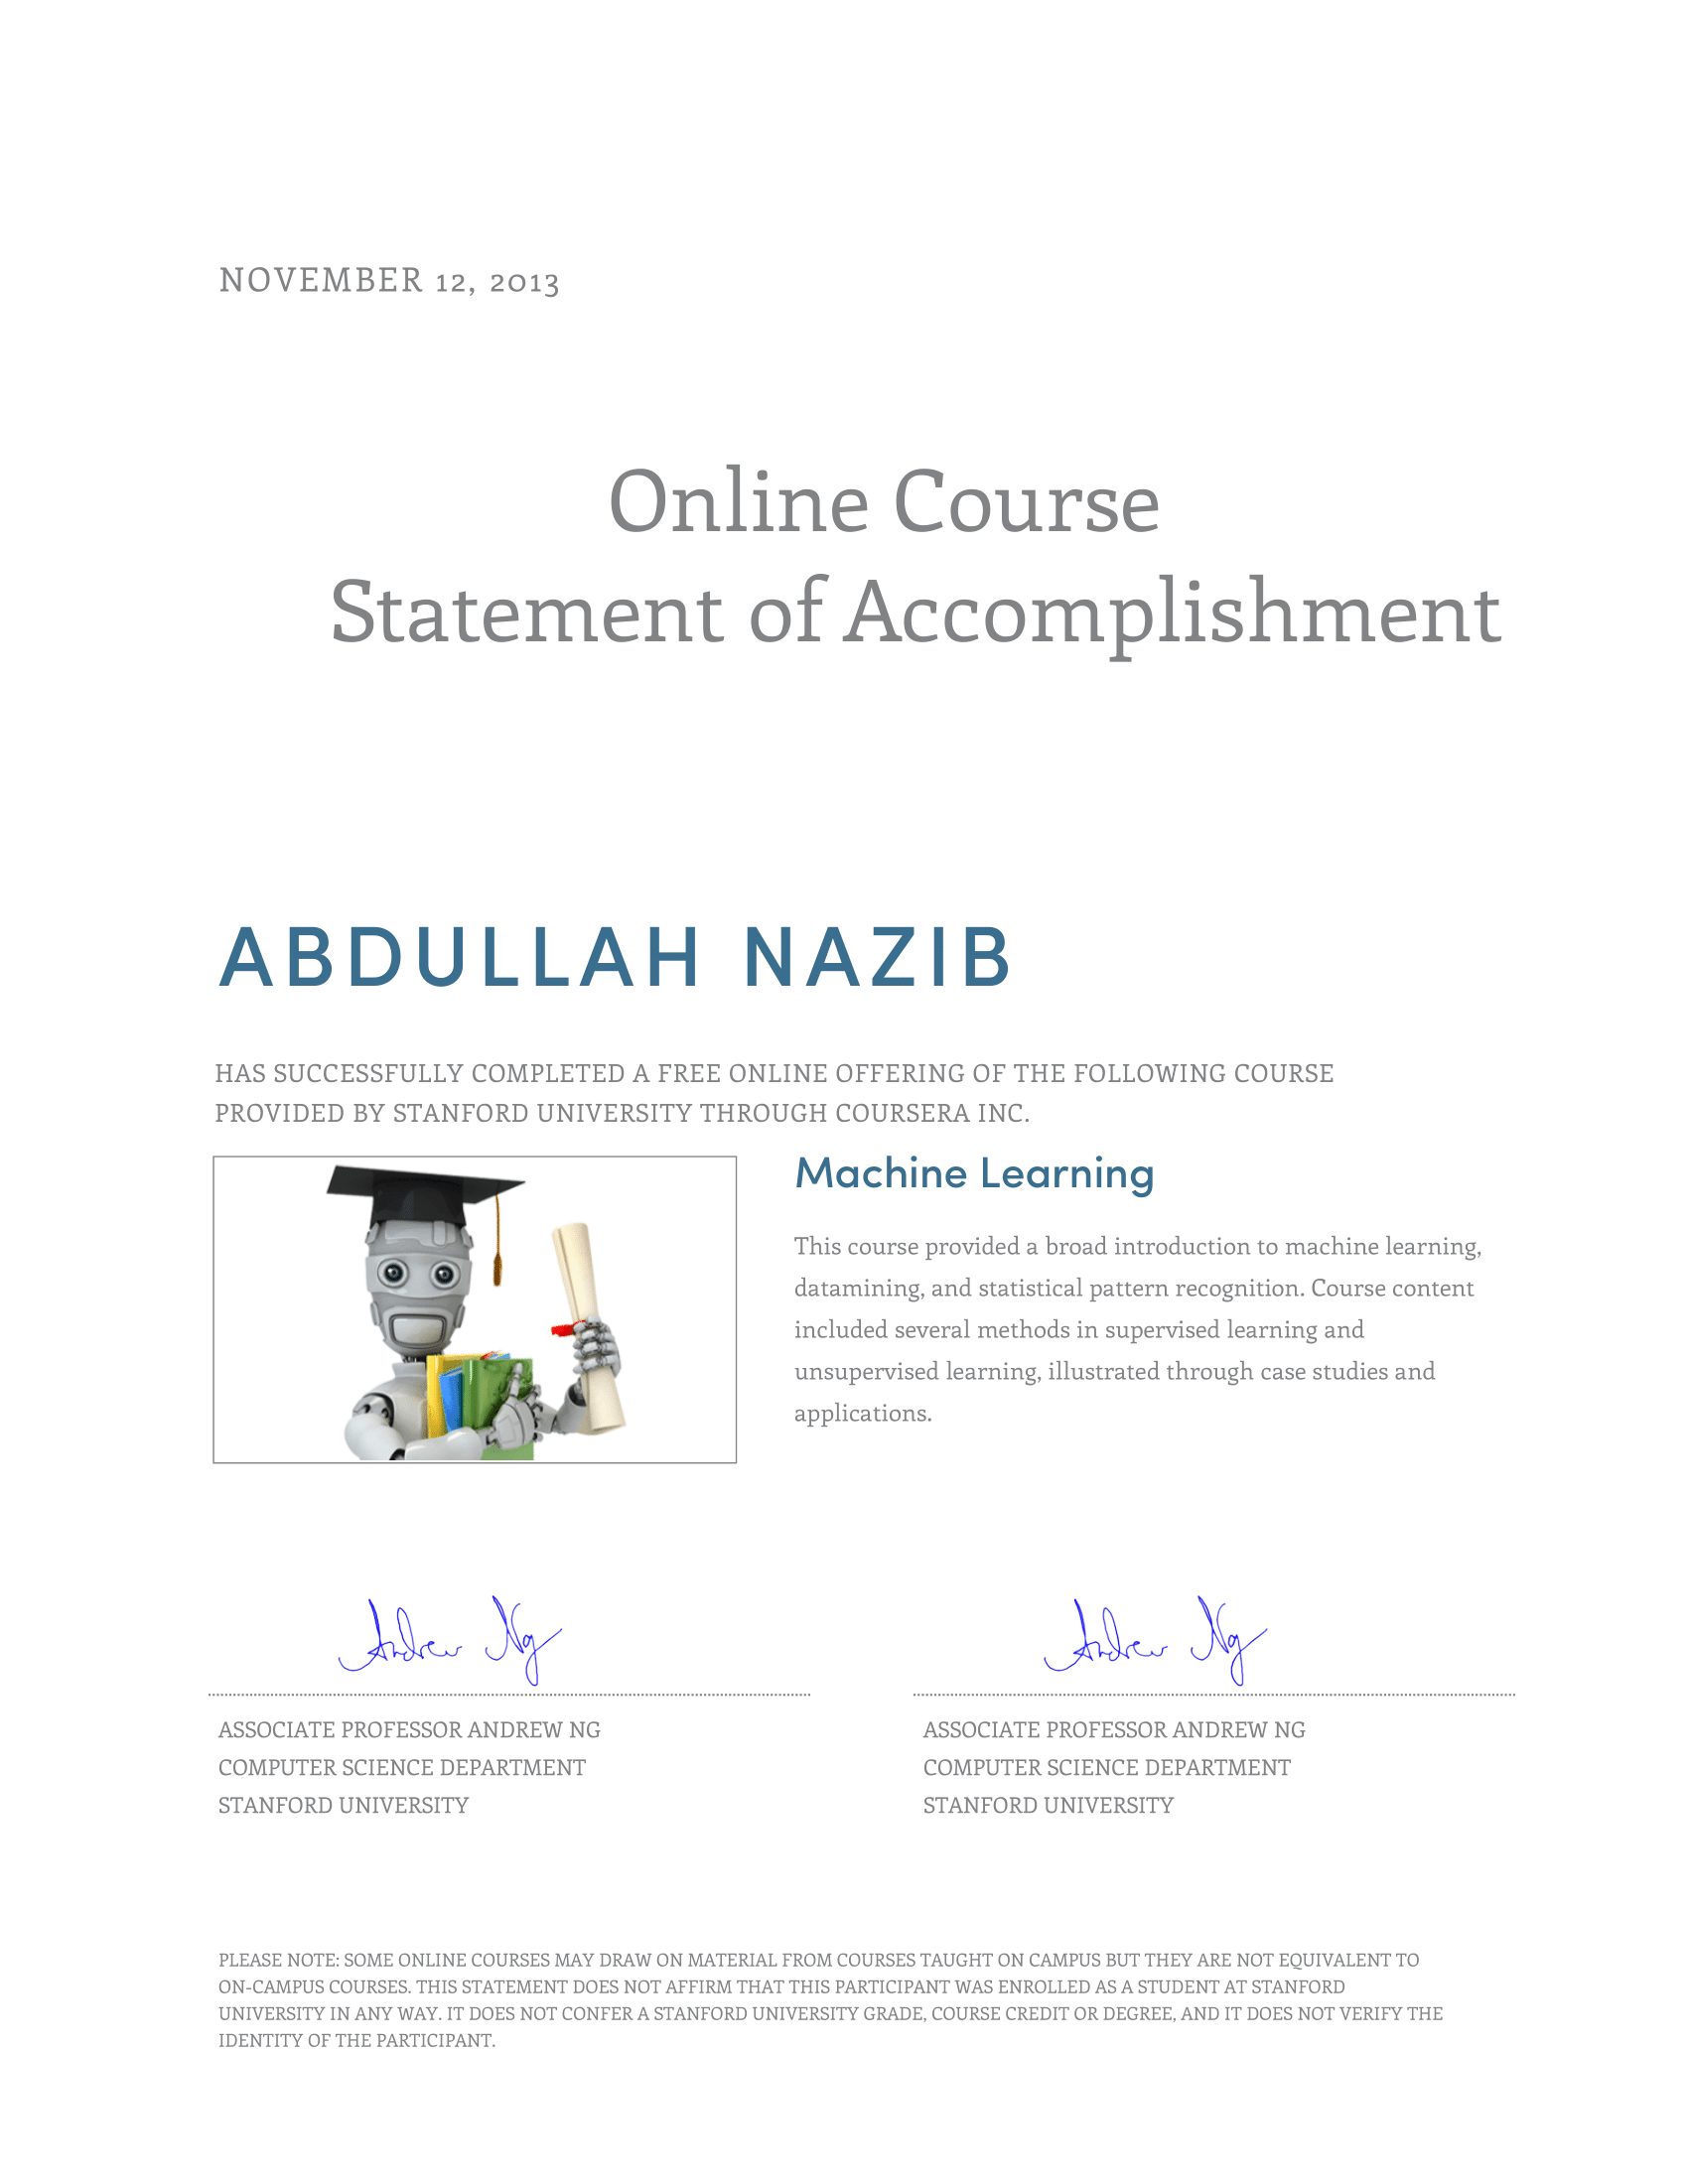 NOVEMBER 12, 2013
Online Course
Statement of Accomplishment
ABDULLAH NAZIB
HAS SUCCESSFULLY COMPLETED A FREE ONLINE OFFERING OF THE FOLLOWING COURSE
PROVIDED BY STANFORD UNIVERSITY THROUGH COURSERA INC.
Machine Learning
This course provided a broad introduction to machine learning,
datamining, and statistical pattern recognition. Course content
included several methods in supervised learning and
unsupervised learning, illustrated through case studies and
applications.
Andrew Ng
ASSOCIATE PROFESSOR ANDREW NG
COMPUTER SCIENCE DEPARTMENT
STANFORD UNIVERSITY
Andrew Ng
ASSOCIATE PROFESSOR ANDREW NG
COMPUTER SCIENCE DEPARTMENT
STANFORD UNIVERSITY
PLEASE NOTE: SOME ONLINE COURSES MAY DRAW ON MATERIAL FROM COURSES TAUGHT ON CAMPUS BUT THEY ARE NOT EQUIVALENT TO
ON-CAMPUS COURSES. THIS STATEMENT DOES NOT AFFIRM THAT THIS PARTICIPANT WAS ENROLLED AS A STUDENT AT STANFORD
UNIVERSITY IN ANY WAY. IT DOES NOT CONFER A STANFORD UNIVERSITY GRADE, COURSE CREDIT OR DEGREE, AND IT DOES NOT VERIFY THE
IDENTITY OF THE PARTICIPANT.